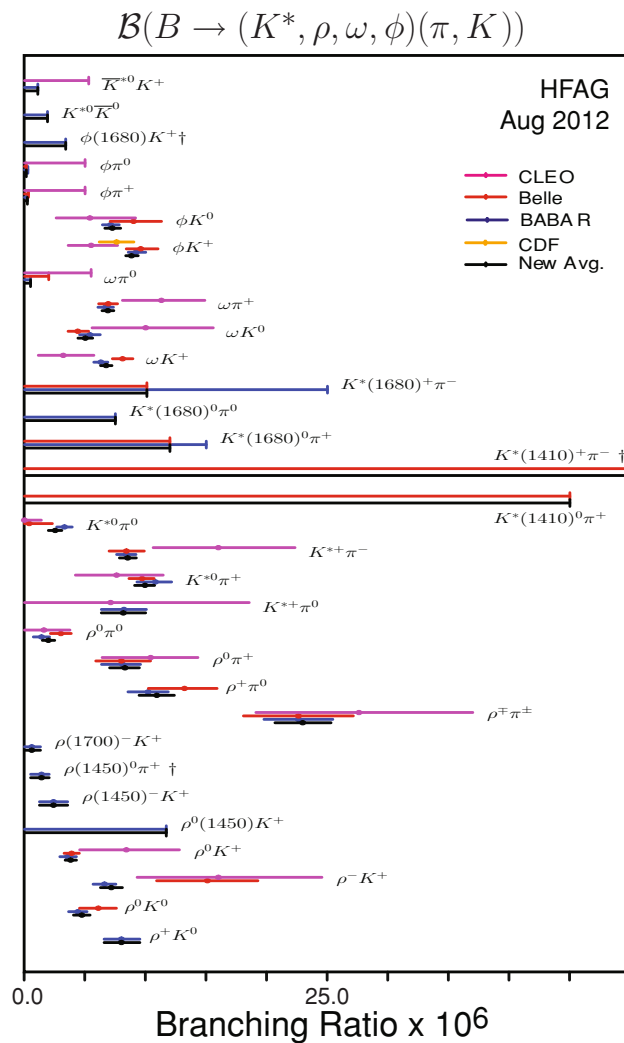 𝓑(B → (K*, ρ, ω, φ)(π, K))
HFAG
Aug 2012
CLEO
Belle
BABAR
CDF
New Avg.
K̅*⁰K⁺
K*⁰K̅⁰
φ(1680)K⁺†
φπ⁰
φπ⁺
φK⁰
φK⁺
ωπ⁰
ωπ⁺
ωK⁰
ωK⁺
K*(1680)⁺π⁻
K*(1680)⁰π⁰
K*(1680)⁰π⁺
K*(1410)⁺π⁻ †
K*(1410)⁰π⁺
K*⁰π⁰
K*⁺π⁻
K*⁰π⁺
K*⁺π⁰
ρ⁰π⁰
ρ⁰π⁺
ρ⁺π⁰
ρ∓π±
ρ(1700)⁻K⁺
ρ(1450)⁰π⁺ †
ρ(1450)⁻K⁺
ρ⁰(1450)K⁺
ρ⁰K⁺
ρ⁻K⁺
ρ⁰K⁰
ρ⁺K⁰
0.0 25.0
Branching Ratio x 10⁶